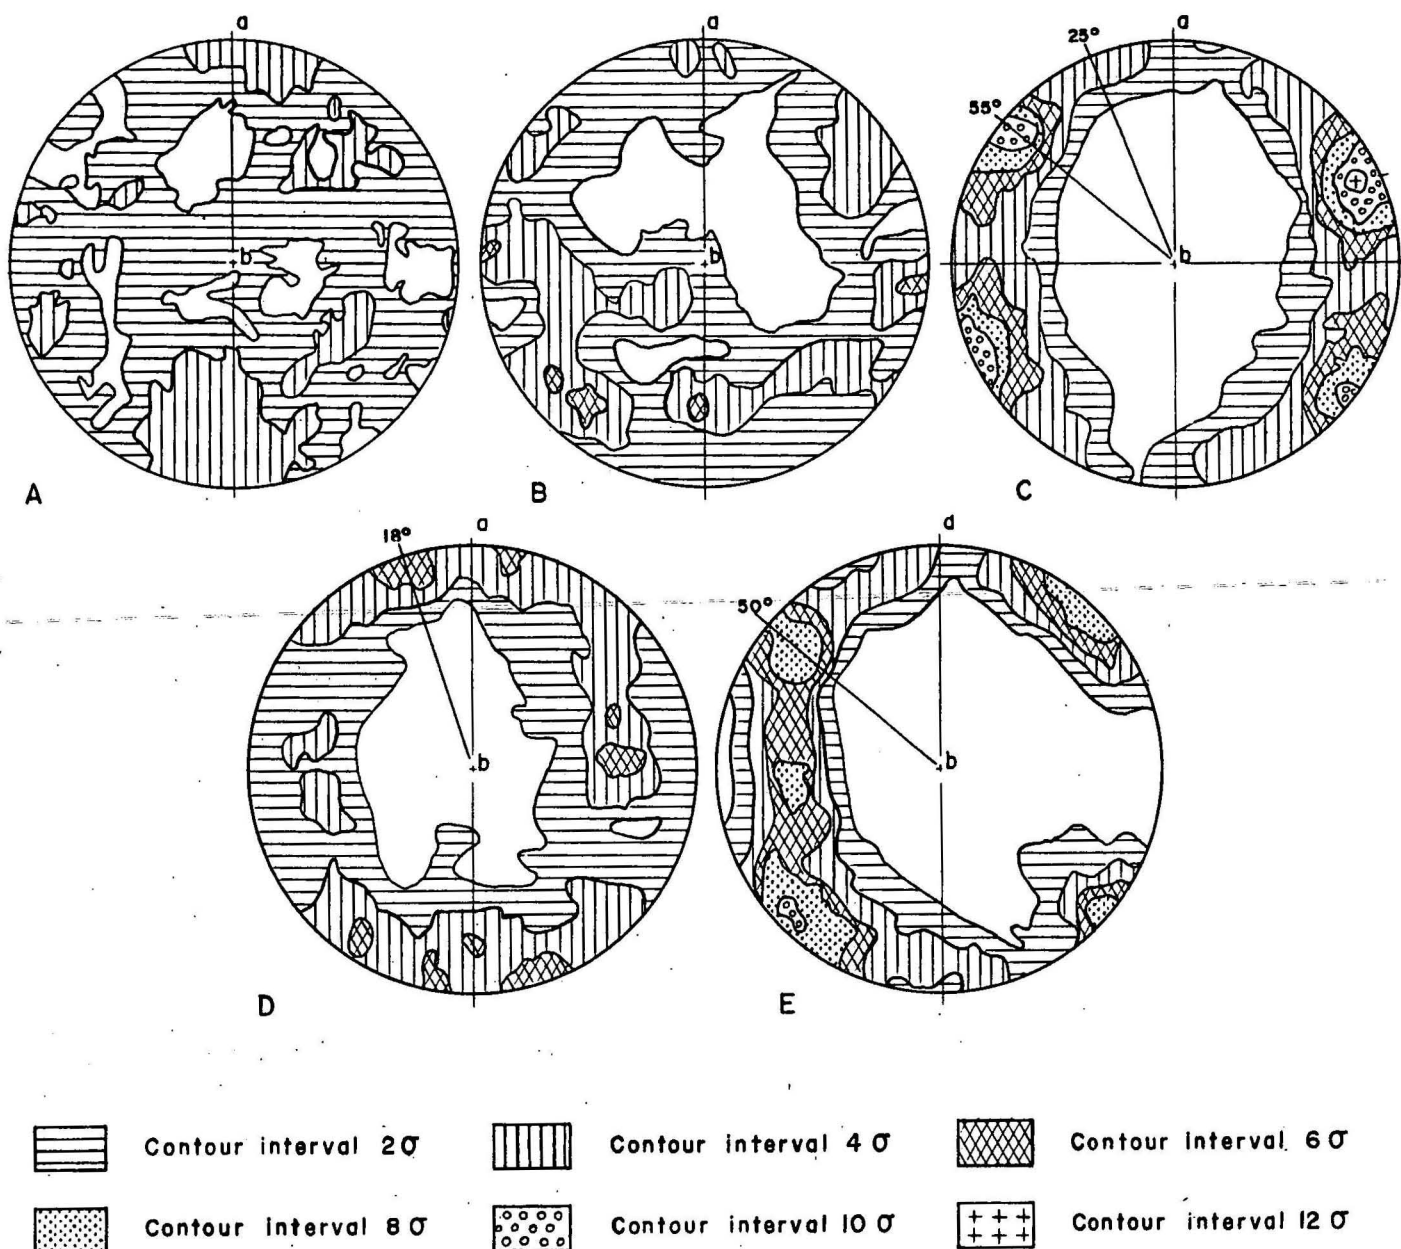 a
b
A
a
b
B
a
25°
55°
b
C
a
18°
b
D
a
50°
b
E
Contour interval 2σ
Contour interval 4σ
Contour interval 6σ
Contour interval 8σ
Contour interval 10σ
Contour interval 12σ